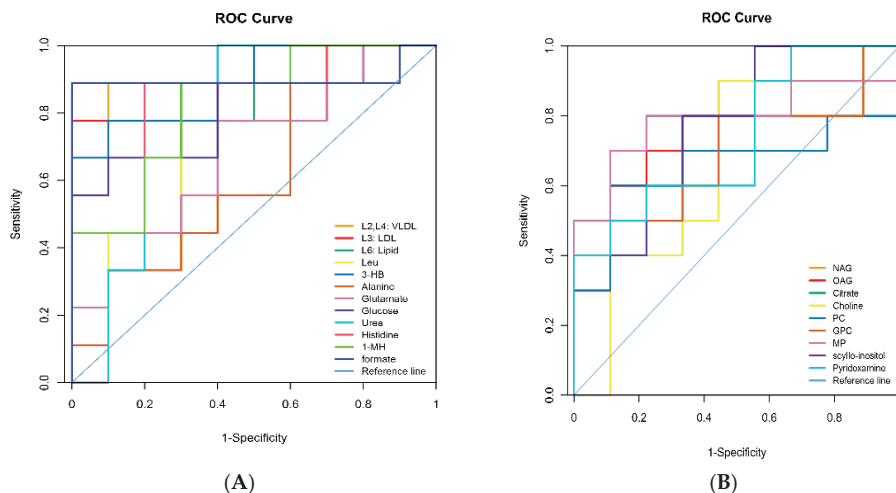 ROC Curve
Sensitivity
0.0
0.2
0.4
0.6
0.8
1.0
0
0.2
0.4
0.6
0.8
1
1-Specificity
L2,L4: VLDL
L3: LDL
L6: Lipid
Leu
3-HB
Alanine
Glutamate
Glucose
Urea
Histidine
1-MH
formate
Reference line
(A)
ROC Curve
Sensitivity
0.0
0.2
0.4
0.6
0.8
1.0
0
0.2
0.4
0.6
0.8
1-Specificity
NAG
OAG
Citrate
Choline
PC
GPC
MP
scyllo-inositol
Pyridoxamine
Reference line
(B)